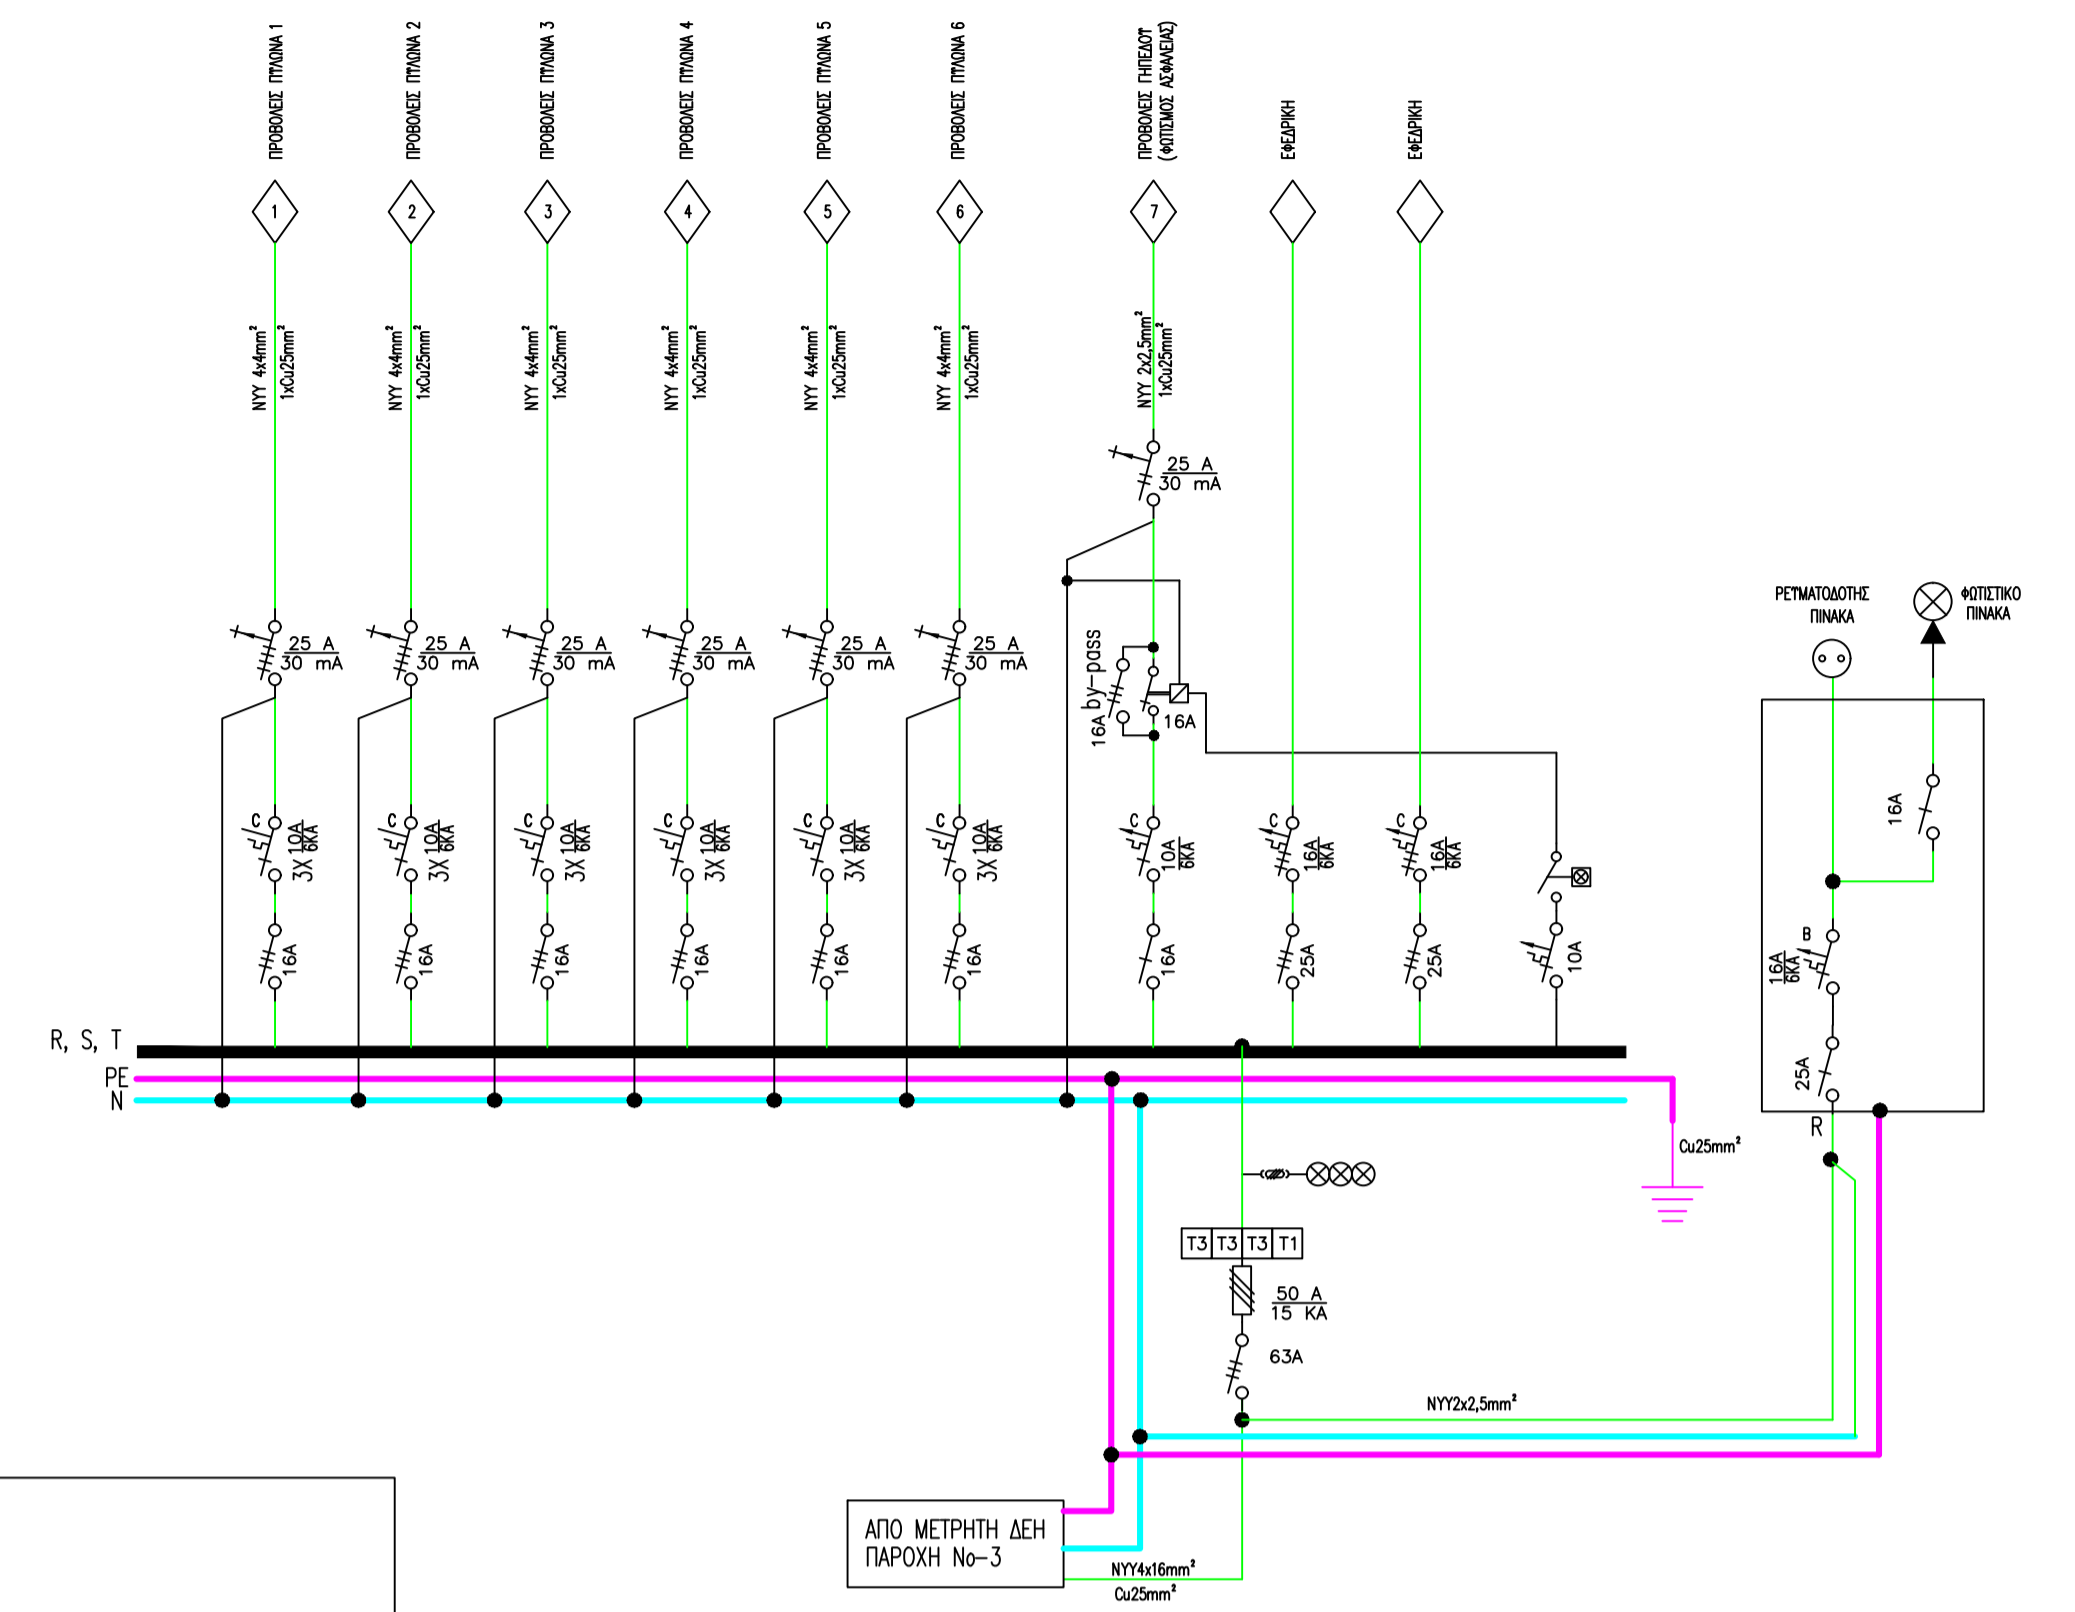 ΠΡΟΒΟΛΕΙΣ ΠΥΛΩΝΑ 1
ΠΡΟΒΟΛΕΙΣ ΠΥΛΩΝΑ 2
ΠΡΟΒΟΛΕΙΣ ΠΥΛΩΝΑ 3
ΠΡΟΒΟΛΕΙΣ ΠΥΛΩΝΑ 4
ΠΡΟΒΟΛΕΙΣ ΠΥΛΩΝΑ 5
ΠΡΟΒΟΛΕΙΣ ΠΥΛΩΝΑ 6
ΠΡΟΒΟΛΕΙΣ ΓΗΠΕΔΟΥ
(ΦΩΤΙΣΜΟΣ ΑΣΦΑΛΕΙΑΣ)
ΕΦΕΔΡΙΚΗ
ΕΦΕΔΡΙΚΗ
1
2
3
4
5
6
7
NYY 4x4mm²
1xCu25mm²
NYY 4x4mm²
1xCu25mm²
NYY 4x4mm²
1xCu25mm²
NYY 4x4mm²
1xCu25mm²
NYY 4x4mm²
1xCu25mm²
NYY 4x4mm²
1xCu25mm²
NYY 2x2,5mm²
1xCu25mm²
25 A
30 mA
ΡΕΥΜΑΤΟΔΟΤΗΣ
ΠΙΝΑΚΑ
ΦΩΤΙΣΤΙΚΟ
ΠΙΝΑΚΑ
25 A
30 mA
25 A
30 mA
25 A
30 mA
25 A
30 mA
25 A
30 mA
25 A
30 mA
by-pass
16A
16A
16A
C
3X 10A
6KA
C
3X 10A
6KA
C
3X 10A
6KA
C
3X 10A
6KA
C
3X 10A
6KA
C
3X 10A
6KA
C
10A
6KA
C
16A
6KA
C
16A
6KA
B
16A
6KA
16A
16A
16A
16A
16A
16A
16A
25A
25A
10A
25A
R, S, T
PE
N
R
Cu25mm²
T3
T3
T3
T1
50 A
15 KA
63A
NYY2x2,5mm²
ΑΠΟ ΜΕΤΡΗΤΗ ΔΕΗ
ΠΑΡΟΧΗ No-3
NYY4x16mm²
Cu25mm²